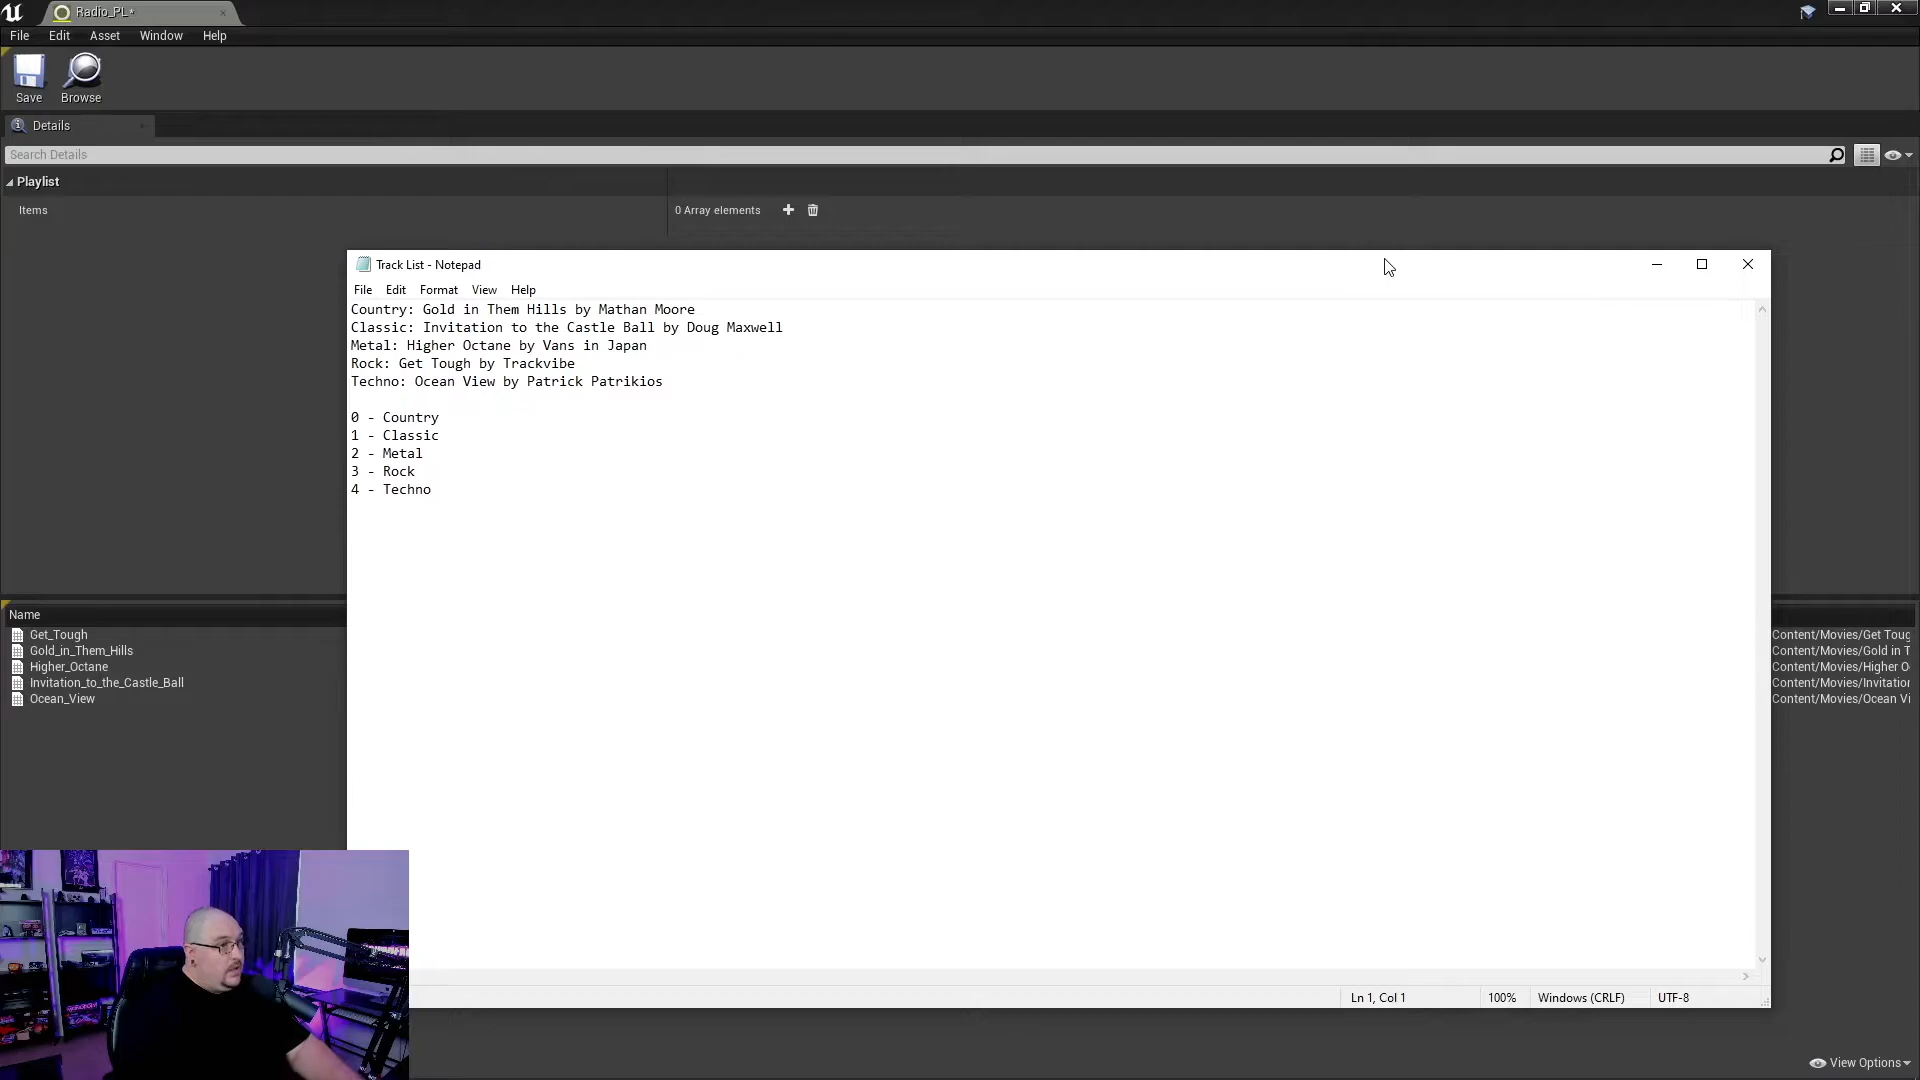 Radio_PL*
File Edit Asset Window Help
Save Browse
Details
Search Details
Playlist
Items 0 Array elements
Track List - Notepad
File Edit Format View Help
Country: Gold in Them Hills by Mathan Moore
Classic: Invitation to the Castle Ball by Doug Maxwell
Metal: Higher Octane by Vans in Japan
Rock: Get Tough by Trackvibe
Techno: Ocean View by Patrick Patrikios
0 - Country
1 - Classic
2 - Metal
3 - Rock
4 - Techno
Name
Get_Tough Content/Movies/Get Toug
Gold_in_Them_Hills Content/Movies/Gold in T
Higher_Octane Content/Movies/Higher O
Invitation_to_the_Castle_Ball Content/Movies/Invitation
Ocean_View Content/Movies/Ocean Vi
Ln 1, Col 1 100% Windows (CRLF) UTF-8
View Options